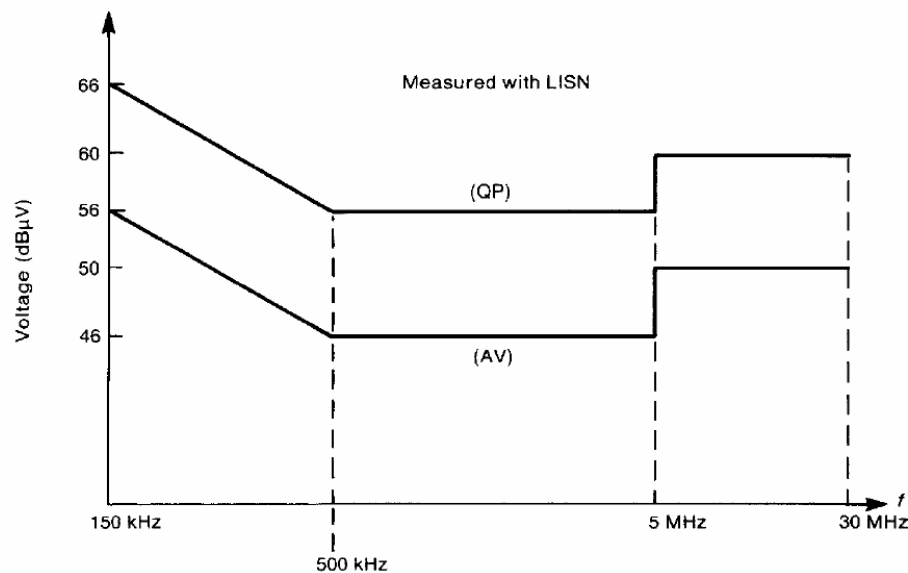 Measured with LISN
Voltage (dBµV)
66
60
56
50
46
(QP)
(AV)
f
150 kHz
500 kHz
5 MHz
30 MHz